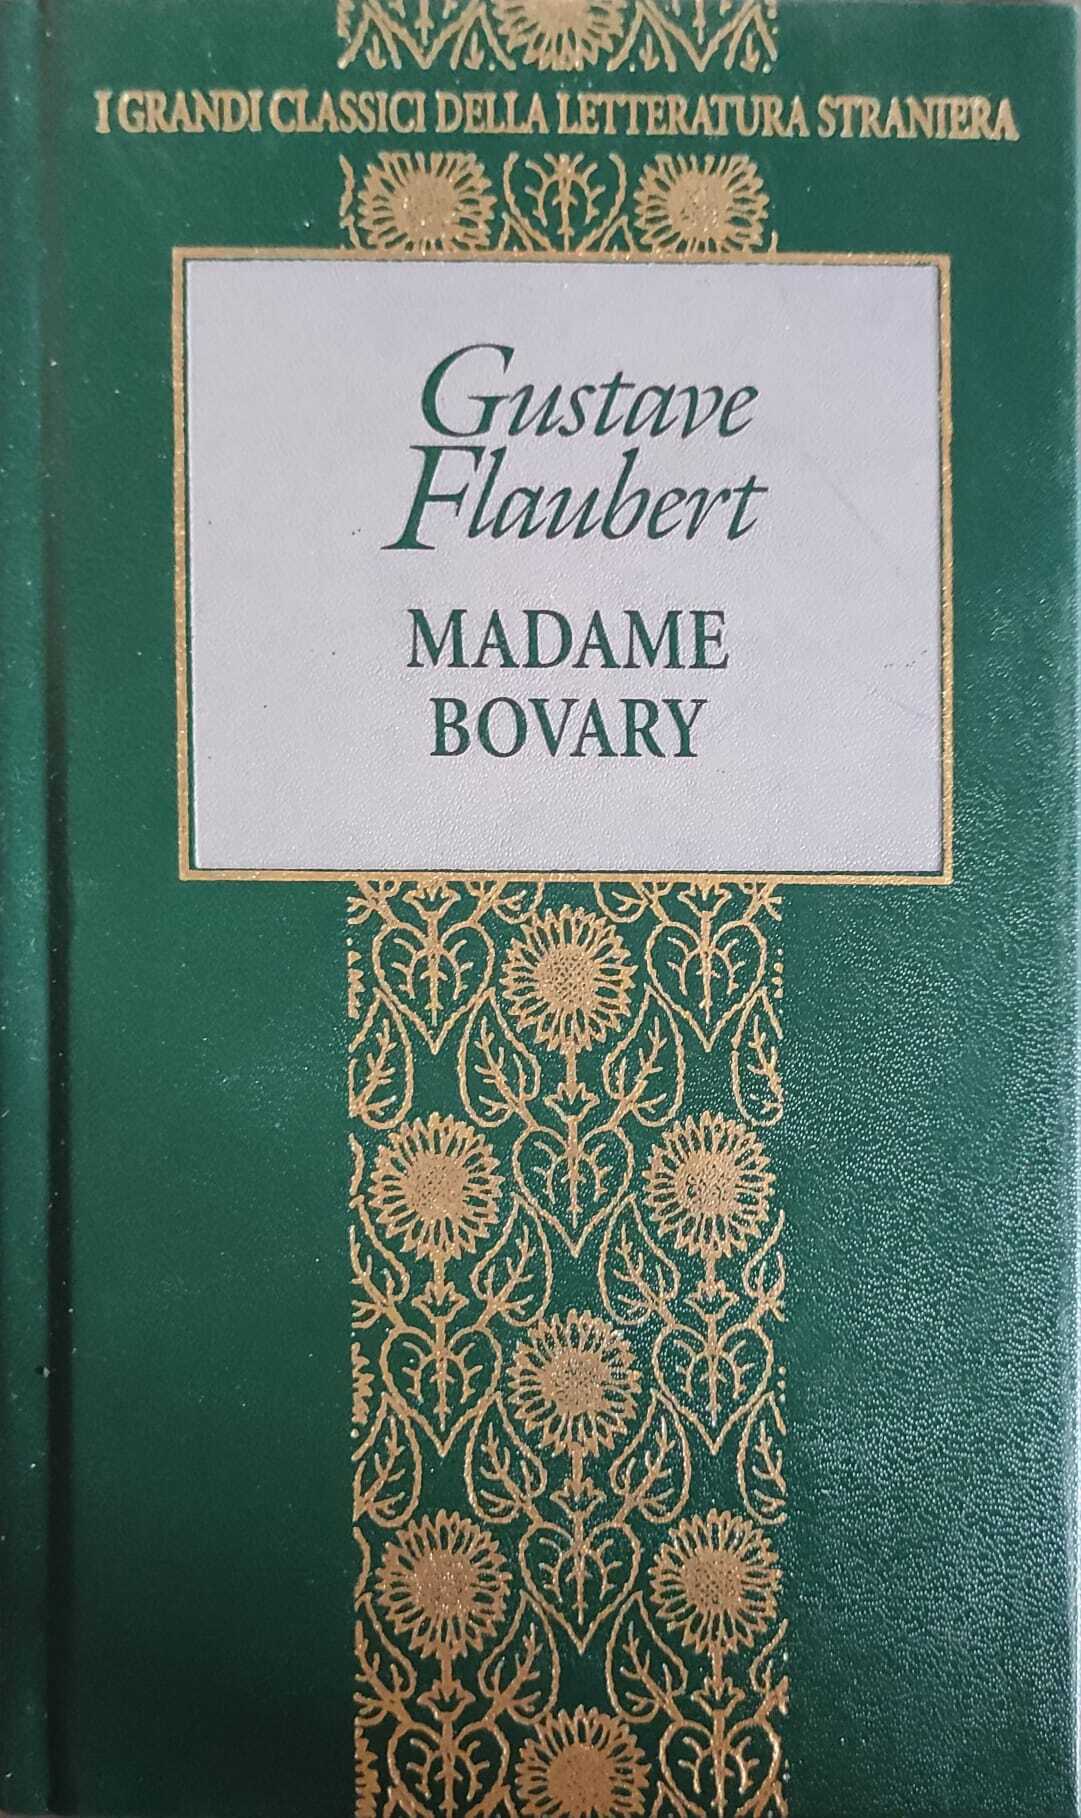 I GRANDI CLASSICI DELLA LETTERATURA STRANIERA
Gustave
Flaubert
MADAME
BOVARY